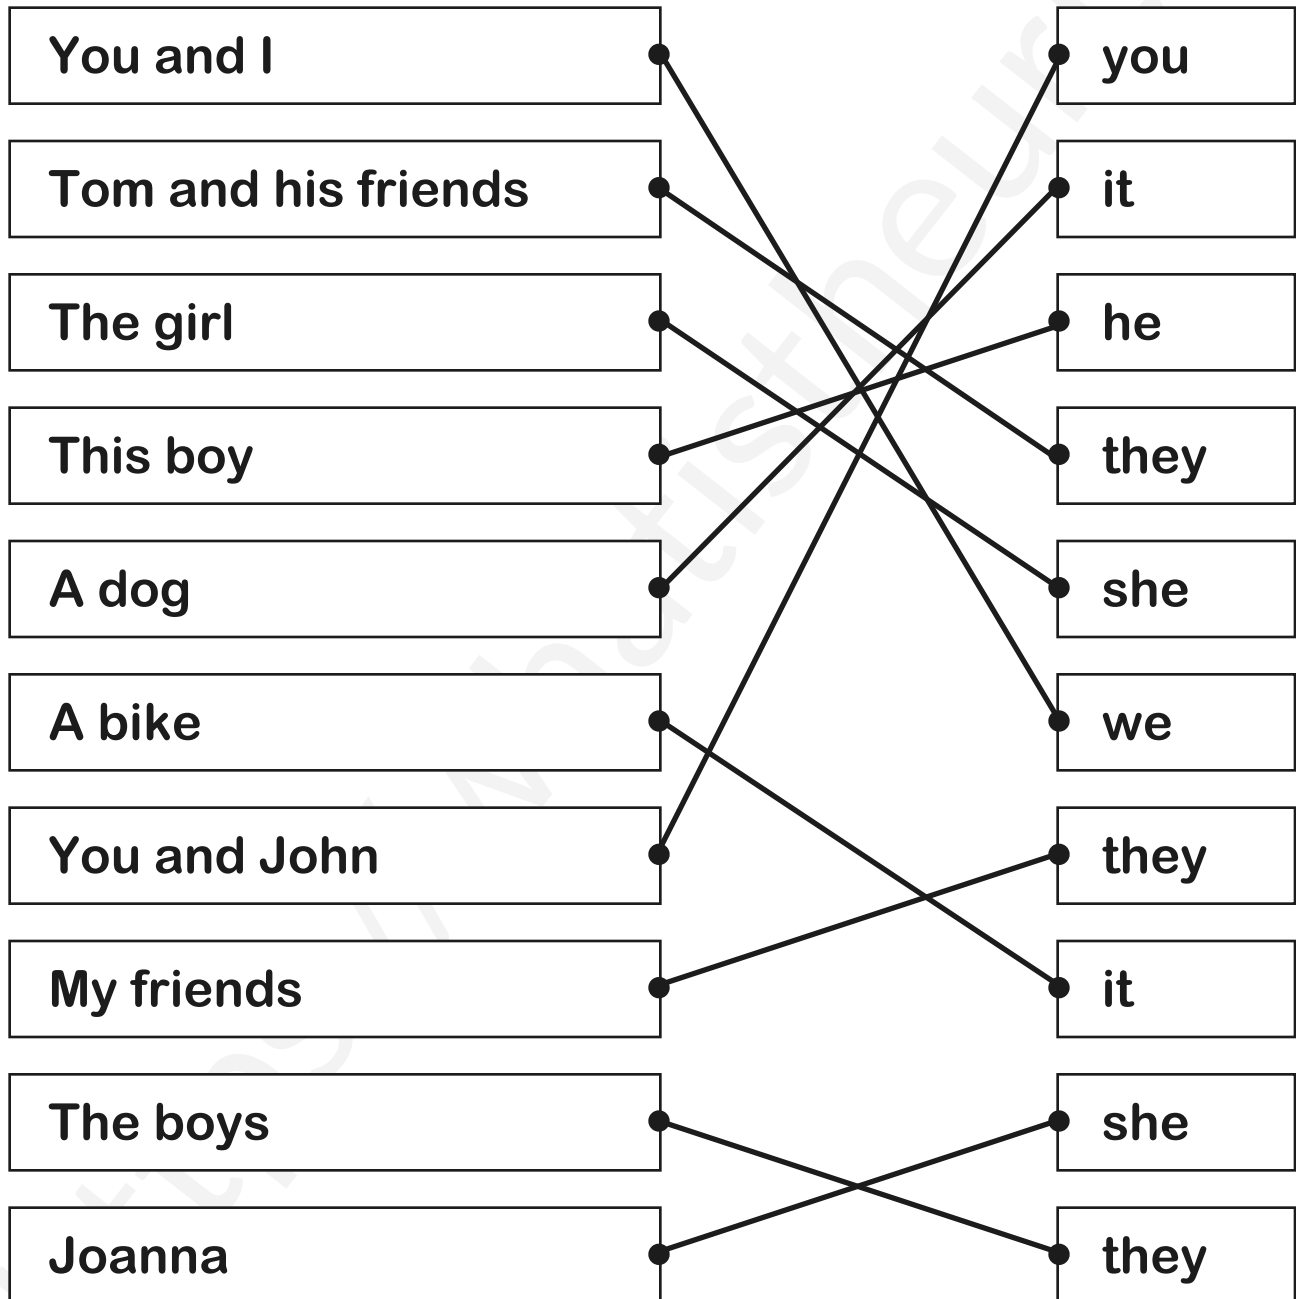 You and I
you
Tom and his friends
it
The girl
he
This boy
they
A dog
she
A bike
we
You and John
they
My friends
it
The boys
she
Joanna
they